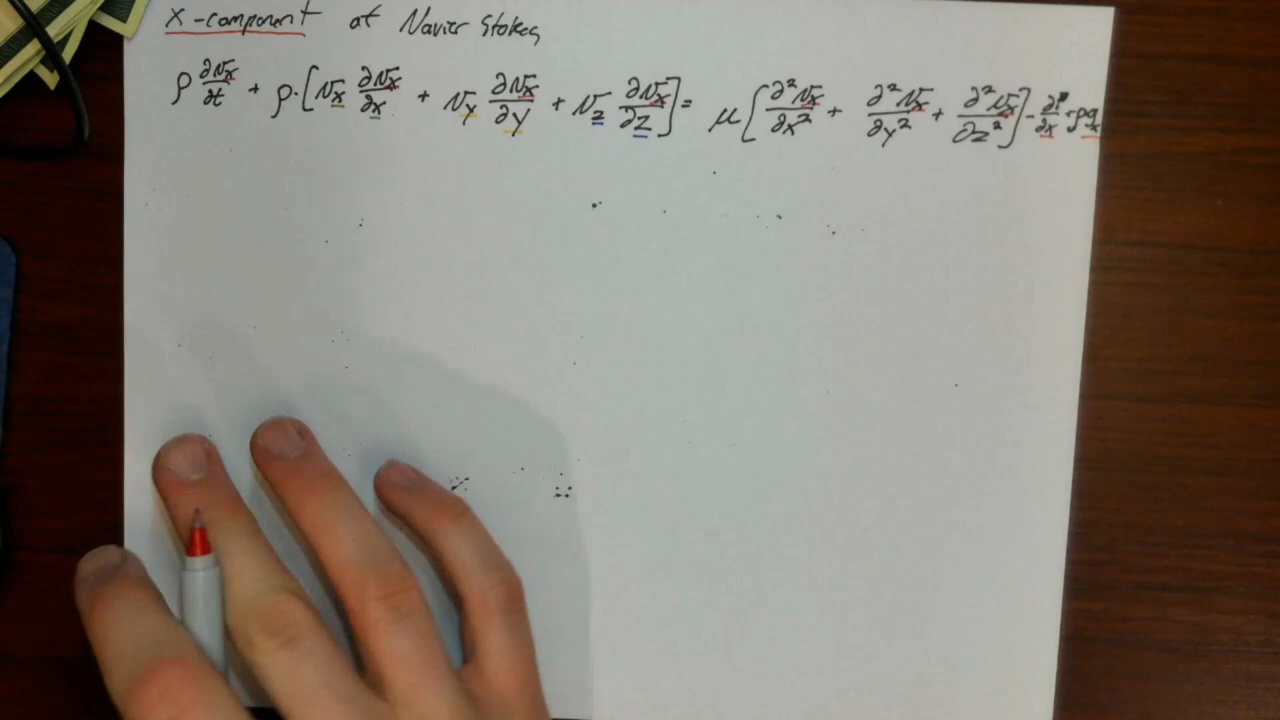 x-component of Navier Stokes
ρ ∂vx/∂t + ρ·[vx ∂vx/∂x + vy ∂vx/∂y + vz ∂vx/∂z] = μ[∂²vx/∂x² + ∂²vx/∂y² + ∂²vx/∂z²] - ∂P/∂x + ρgx